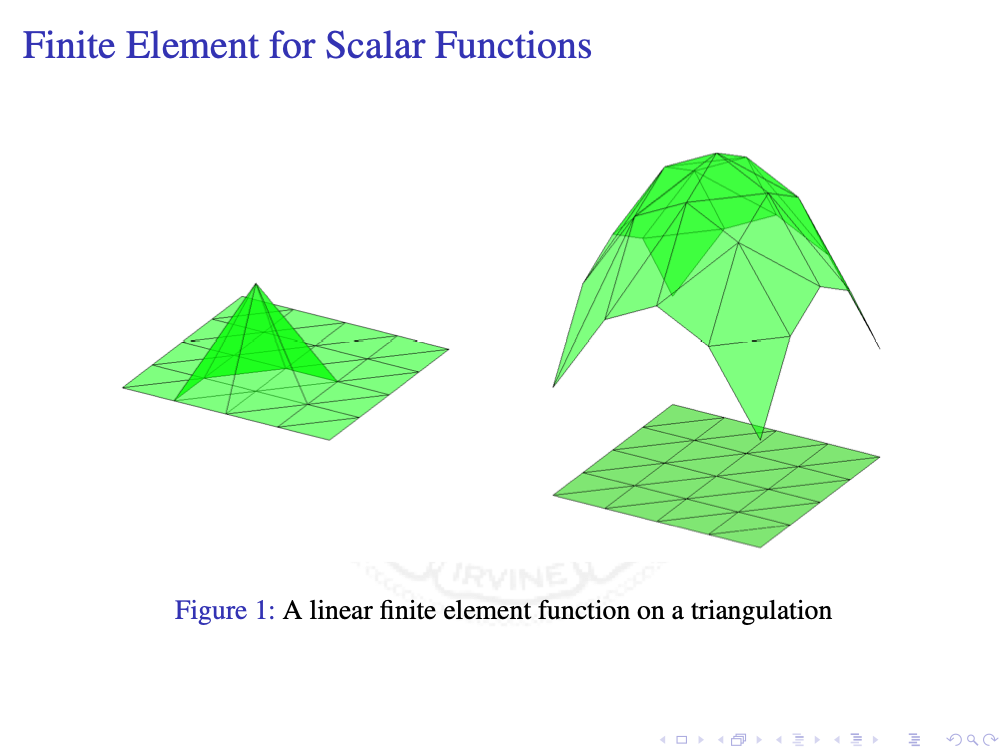 Finite Element for Scalar Functions
IRVINE
Figure 1: A linear finite element function on a triangulation